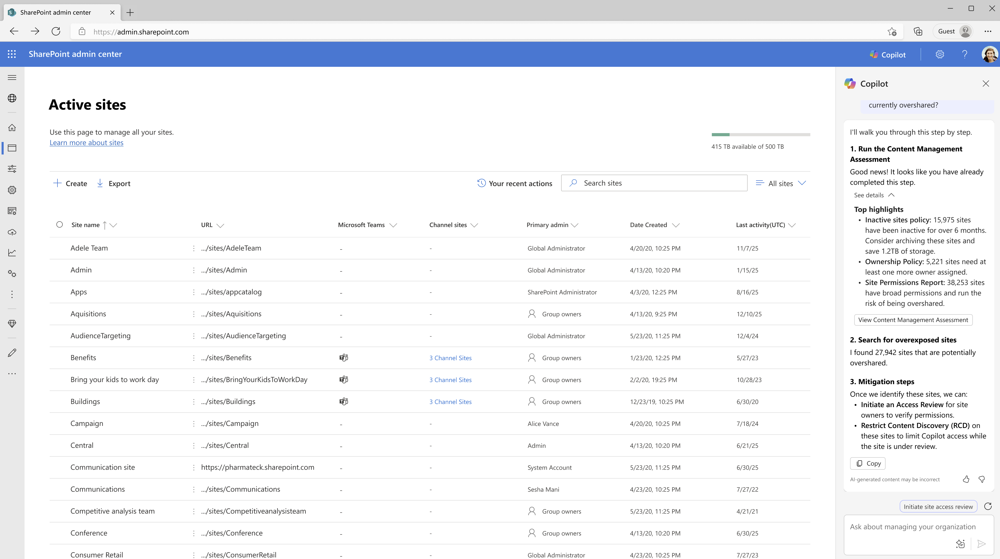 SharePoint admin center
https://admin.sharepoint.com
Guest
SharePoint admin center
Copilot
Active sites
Use this page to manage all your sites.
Learn more about sites
415 TB available of 500 TB
Create
Export
Your recent actions
Search sites
All sites
Site name URL Microsoft Teams Channel sites Primary admin Date Created Last activity(UTC)
Adele Team .../sites/AdeleTeam - - Global Administrator 4/20/20, 10:25 PM 11/7/25
Admin .../sites/Admin - - Global Administrator 4/13/20, 10:20 PM 1/15/25
Apps .../sites/appcatalog - - SharePoint Administrator 4/3/20, 12:25 PM 8/16/25
Aquisitions .../sites/Aquisitions - - Group owners 4/13/20, 9:25 PM 12/10/25
AudienceTargeting .../sites/AudienceTargeting - - Global Administrator 5/23/20, 11:25 PM 12/4/24
Benefits .../sites/Benefits 3 Channel Sites Group owners 1/23/20, 12:25 PM 5/27/23
Bring your kids to work day .../sites/BringYourKidsToWorkDay 3 Channel Sites Group owners 2/2/20, 19:25 PM 10/28/23
Buildings .../sites/Buildings 3 Channel Sites Group owners 12/23/19, 10:25 PM 6/30/20
Campaign .../sites/Campaign - - Alice Vance 4/20/20, 10:25 PM 7/18/24
Central .../sites/Central - - Admin 4/13/20, 10:20 PM 6/21/25
Communication site https://pharmateck.sharepoint.com - - System Account 5/23/20, 11:25 PM 6/30/25
Communications .../sites/Communications - - Sesha Mani 4/23/20, 10:25 PM 7/27/22
Competitive analysis team .../sites/Competitiveanalysisteam - - Group owners 5/23/20, 11:25 PM 4/21/21
Conference .../sites/Conference - - Group owners 4/13/20, 10:20 PM 6/30/25
Consumer Retail .../sites/ConsumerRetail - - Global Administrator 4/23/20, 10:25 PM 7/27/23
Copilot
currently overshared?
I'll walk you through this step by step.
1. Run the Content Management
Assessment
Good news! It looks like you have already
completed this step.
See details
Top highlights
• Inactive sites policy: 15,975 sites
have been inactive for over 6 months.
Consider archiving these sites and
save 1.2TB of storage.
• Ownership Policy: 5,221 sites need at
least one more owner assigned.
• Site Permissions Report: 38,253 sites
have broad permissions and run the
risk of being overshared.
View Content Management Assessment
2. Search for overexposed sites
I found 27,942 sites that are potentially
overshared.
3. Mitigation steps
Once we identify these sites, we can:
• Initiate an Access Review for site
owners to verify permissions.
• Restrict Content Discovery (RCD) on
these sites to limit Copilot access while
the site is under review.
Copy
AI-generated content may be incorrect
Initiate site access review
Ask about managing your organization